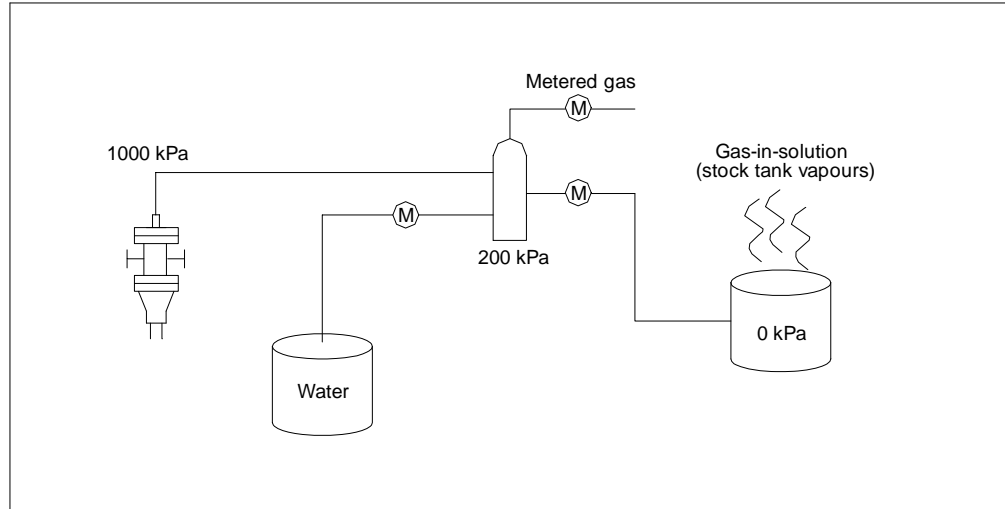 Metered gas
M
1000 kPa
Gas-in-solution
(stock tank vapours)
M
M
200 kPa
0 kPa
Water